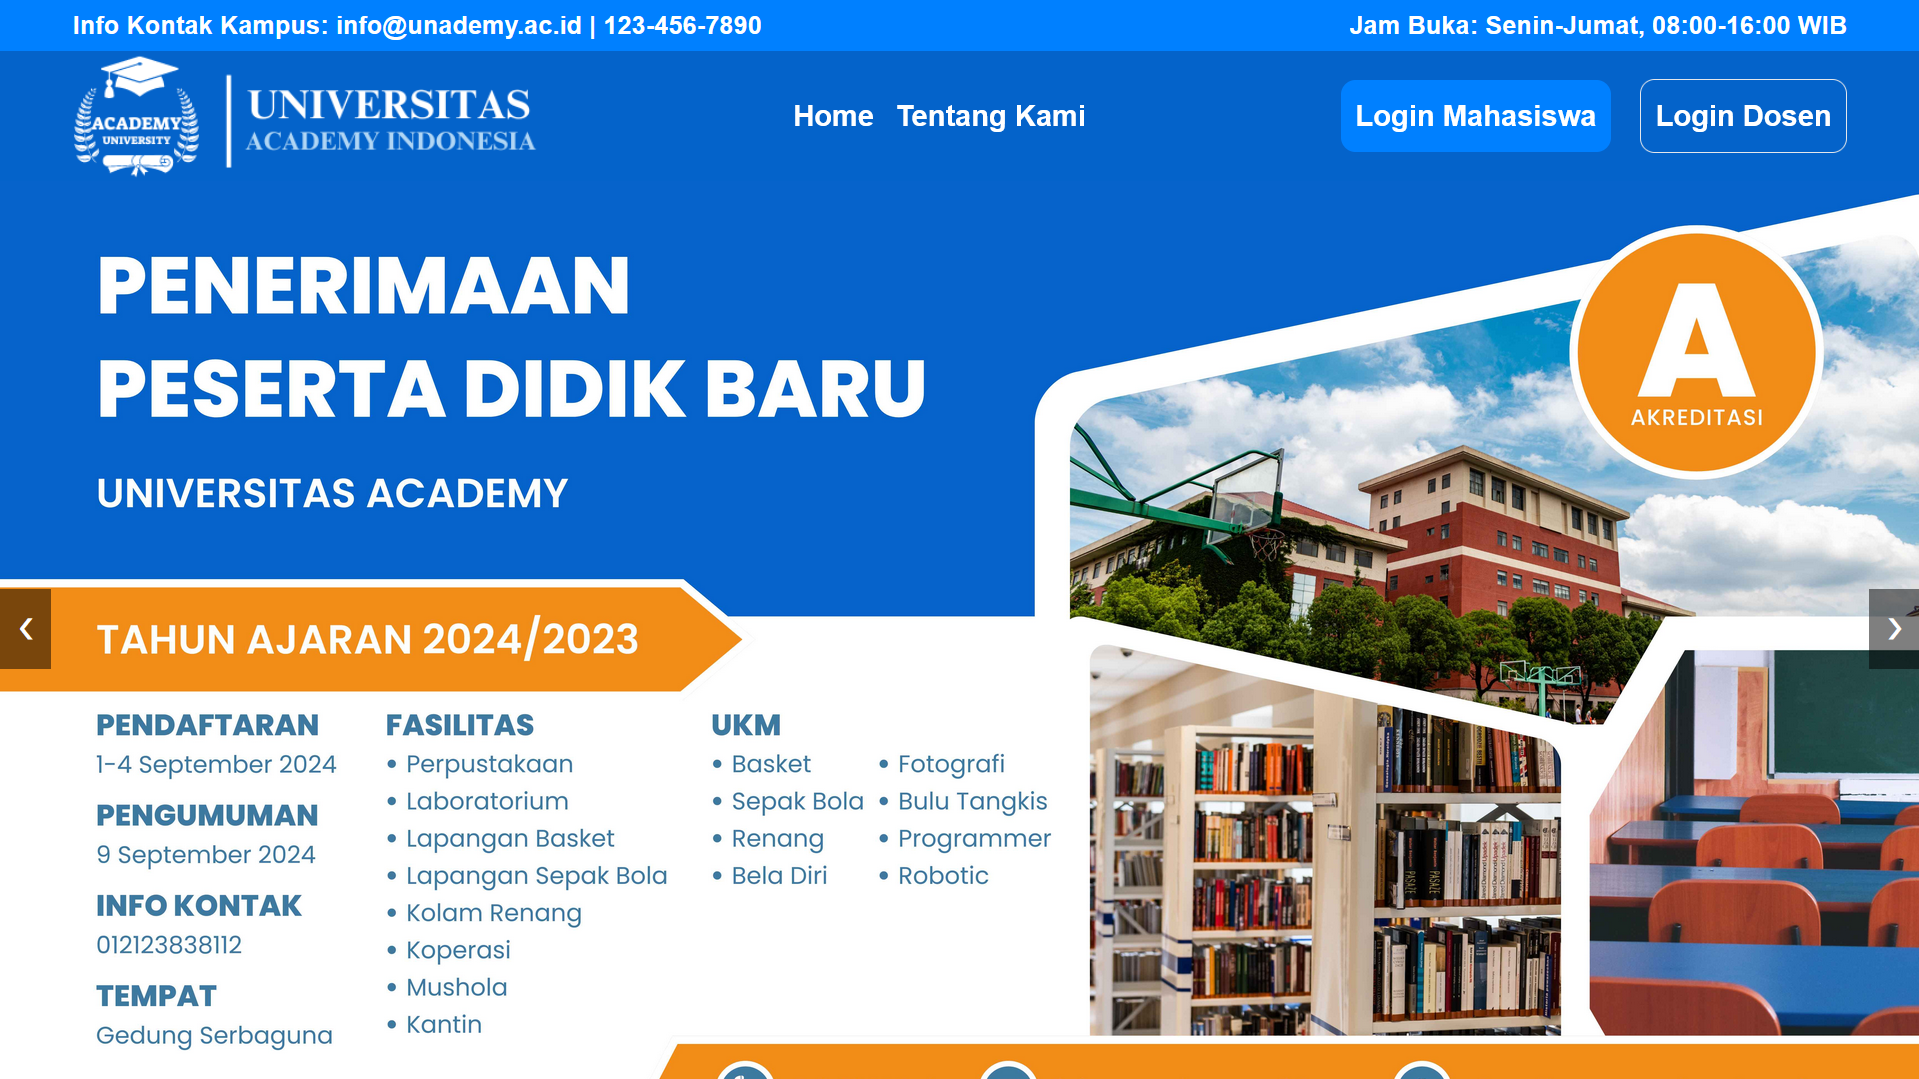 Info Kontak Kampus: info@unademy.ac.id | 123-456-7890
Jam Buka: Senin-Jumat, 08:00-16:00 WIB
ACADEMY
UNIVERSITY
UNIVERSITAS
ACADEMY INDONESIA
Home
Tentang Kami
Login Mahasiswa
Login Dosen
PENERIMAAN
PESERTA DIDIK BARU
UNIVERSITAS ACADEMY
A
AKREDITASI
TAHUN AJARAN 2024/2023
PENDAFTARAN
1-4 September 2024
PENGUMUMAN
9 September 2024
INFO KONTAK
012123838112
TEMPAT
Gedung Serbaguna
FASILITAS
• Perpustakaan
• Laboratorium
• Lapangan Basket
• Lapangan Sepak Bola
• Kolam Renang
• Koperasi
• Mushola
• Kantin
UKM
• Basket
• Sepak Bola
• Renang
• Bela Diri
• Fotografi
• Bulu Tangkis
• Programmer
• Robotic